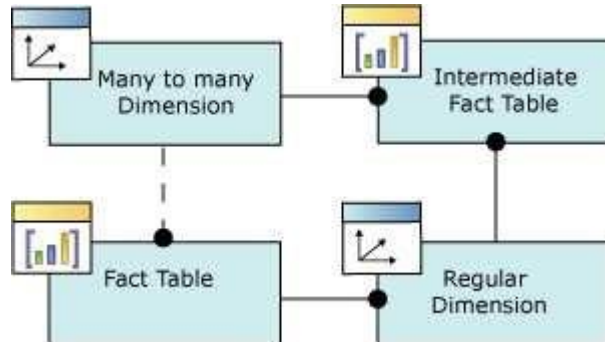 Many to many
Dimension
Intermediate
Fact Table
Fact Table
Regular
Dimension